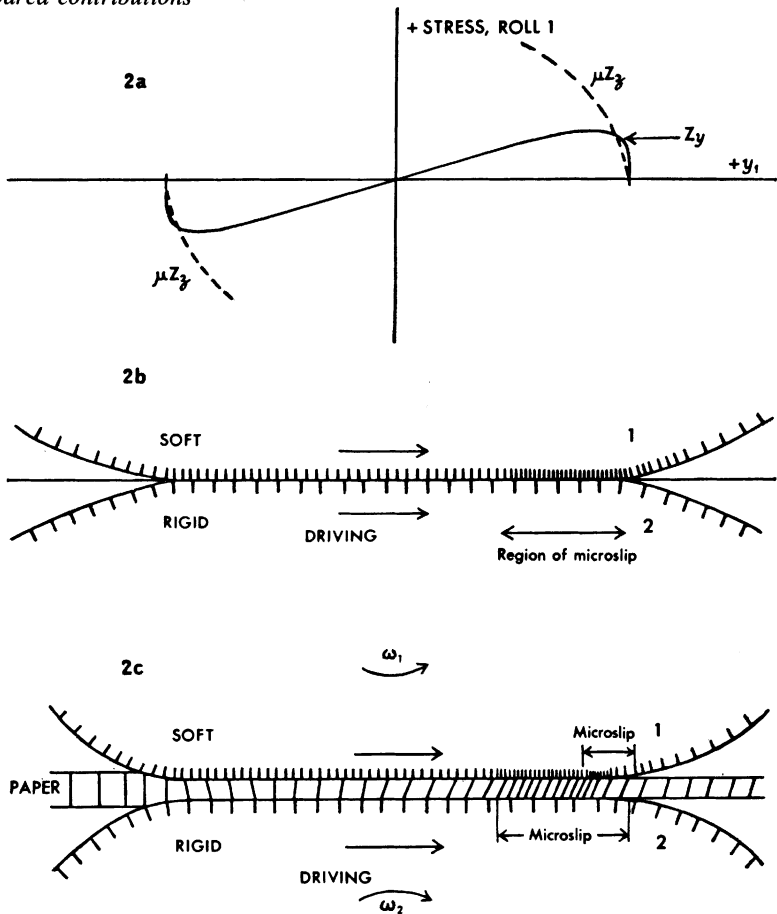 + STRESS, ROLL 1
2a
μZz
Zy
+y₁
μZz
2b
SOFT
1
RIGID
DRIVING
2
Region of microslip
2c
ω₁
SOFT
Microslip
1
PAPER
RIGID
Microslip
2
DRIVING
ω₂